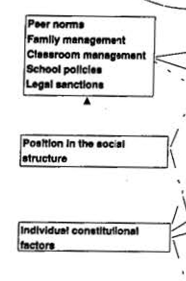 Peer norms
Family management
Classroom management
School policies
Legal sanctions
Position in the social
structure
Individual constitutional
factors